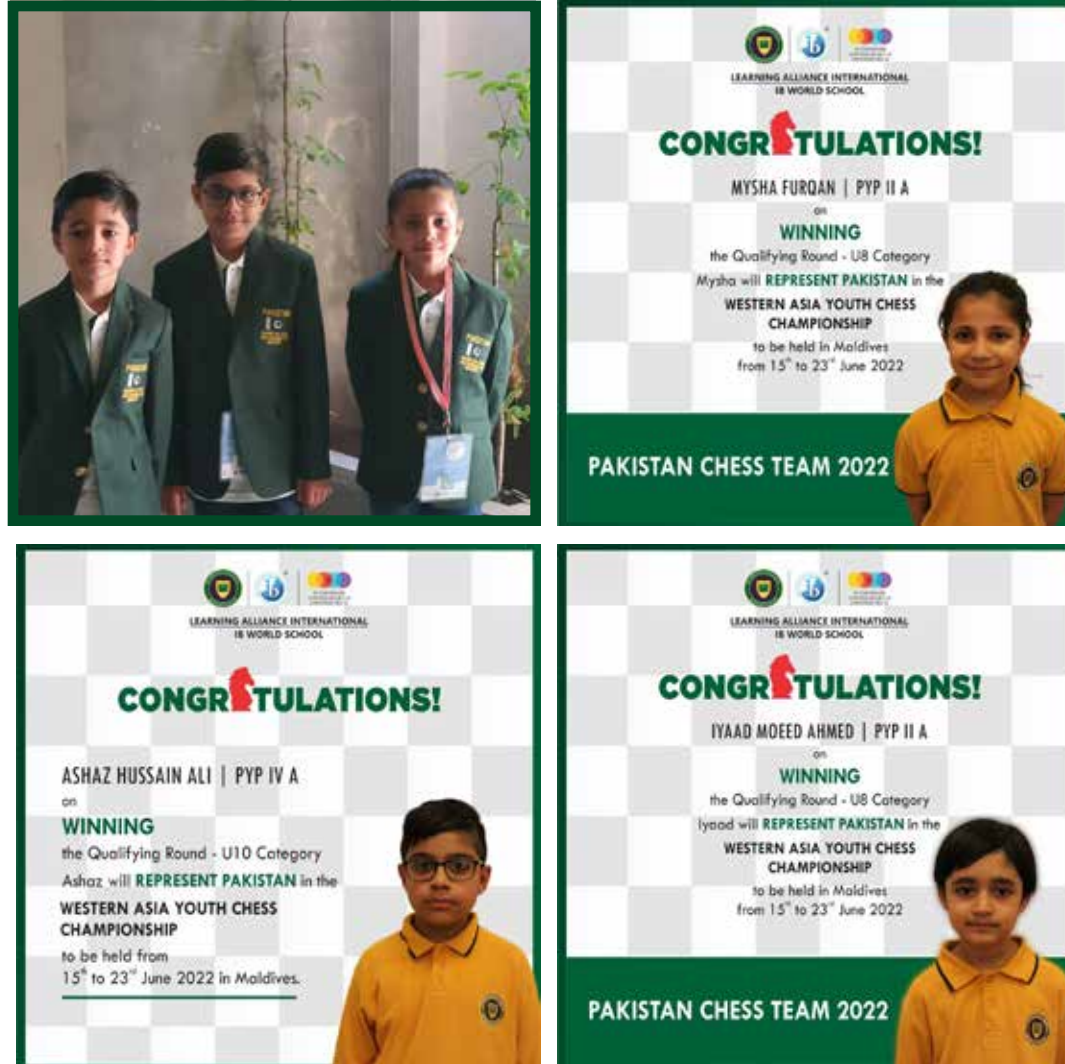 PAKISTAN
LEARNING ALLIANCE INTERNATIONAL
IB WORLD SCHOOL
CONGRATULATIONS!
MYSHA FURQAN | PYP II A
on
WINNING
the Qualifying Round - U8 Category
Mysha will REPRESENT PAKISTAN in the
WESTERN ASIA YOUTH CHESS
CHAMPIONSHIP
to be held in Maldives
from 15th to 23rd June 2022
PAKISTAN CHESS TEAM 2022
LEARNING ALLIANCE INTERNATIONAL
IB WORLD SCHOOL
CONGRATULATIONS!
ASHAZ HUSSAIN ALI | PYP IV A
on
WINNING
the Qualifying Round - U10 Category
Ashaz will REPRESENT PAKISTAN in the
WESTERN ASIA YOUTH CHESS
CHAMPIONSHIP
to be held from
15th to 23rd June 2022 in Maldives.
LEARNING ALLIANCE INTERNATIONAL
IB WORLD SCHOOL
CONGRATULATIONS!
IYAAD MOEED AHMED | PYP II A
on
WINNING
the Qualifying Round - U8 Category
Iyaad will REPRESENT PAKISTAN in the
WESTERN ASIA YOUTH CHESS
CHAMPIONSHIP
to be held in Maldives
from 15th to 23rd June 2022
PAKISTAN CHESS TEAM 2022